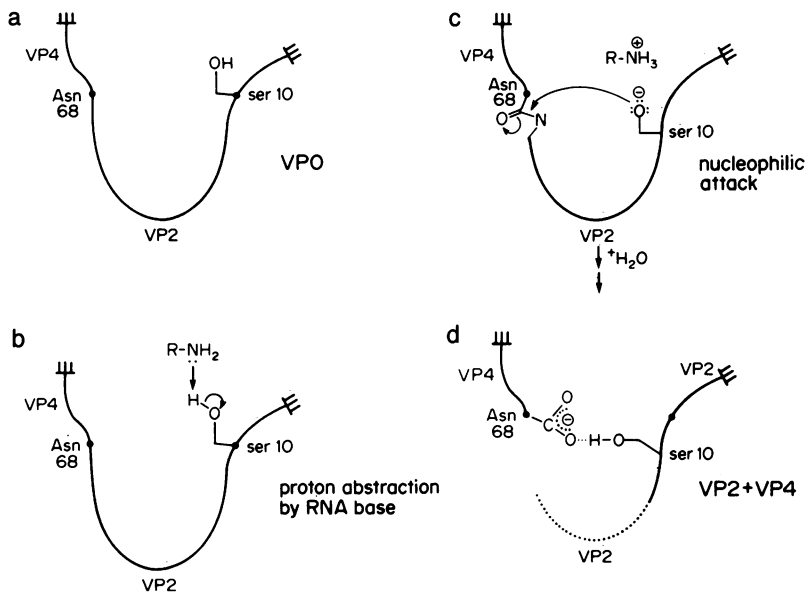 a
VP4
OH
Asn
68
ser 10
VP0
VP2
b
R-NH₂
VP4
H
O
Asn
68
ser 10
proton abstraction
by RNA base
VP2
c
VP4
⊕
R-NH₃
Asn
68
⊖
O
N
:O:
ser 10
nucleophilic
attack
VP2
+H₂O
d
VP4
VP2
O
Asn
68
C
⊖
O
H-O
ser 10
VP2+VP4
VP2